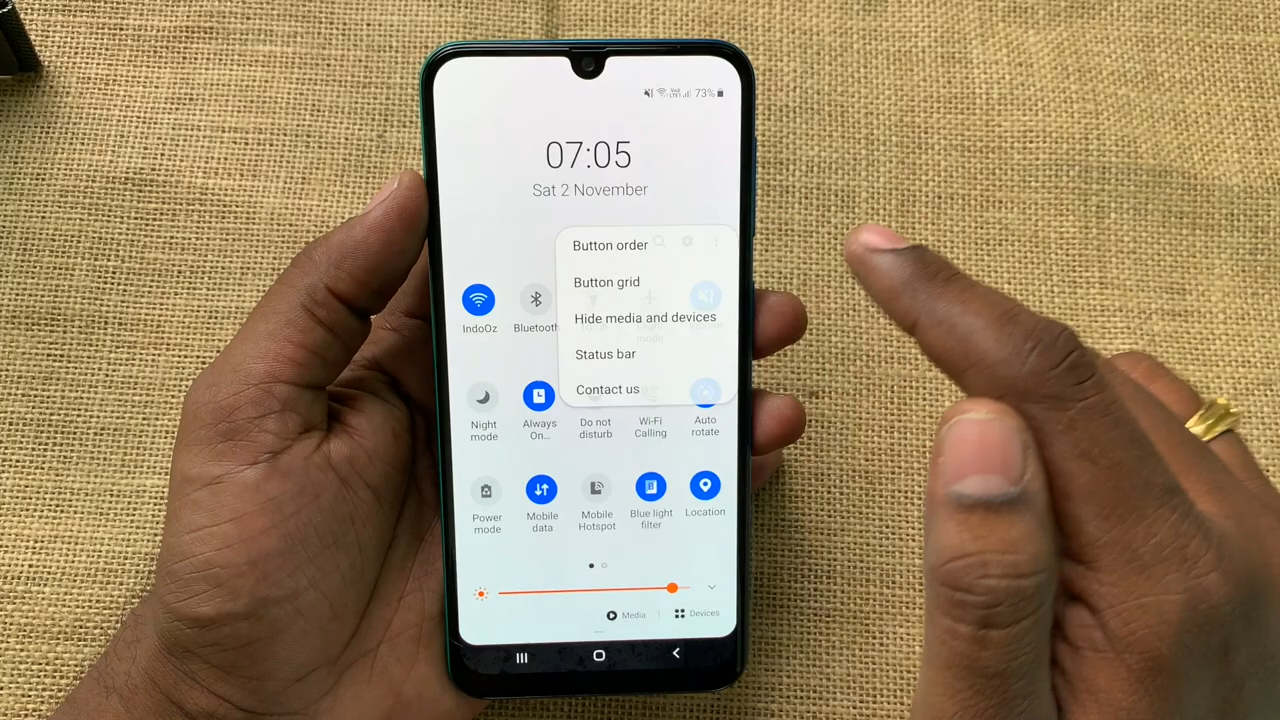 73%
07:05
Sat 2 November
Button order
Button grid
Hide media and devices
Status bar
Contact us
IndoOz
Bluetooth
mode
Night
mode
Always
On...
Do not
disturb
Wi-Fi
Calling
Auto
rotate
Power
mode
Mobile
data
Mobile
Hotspot
Blue light
filter
Location
Media
Devices